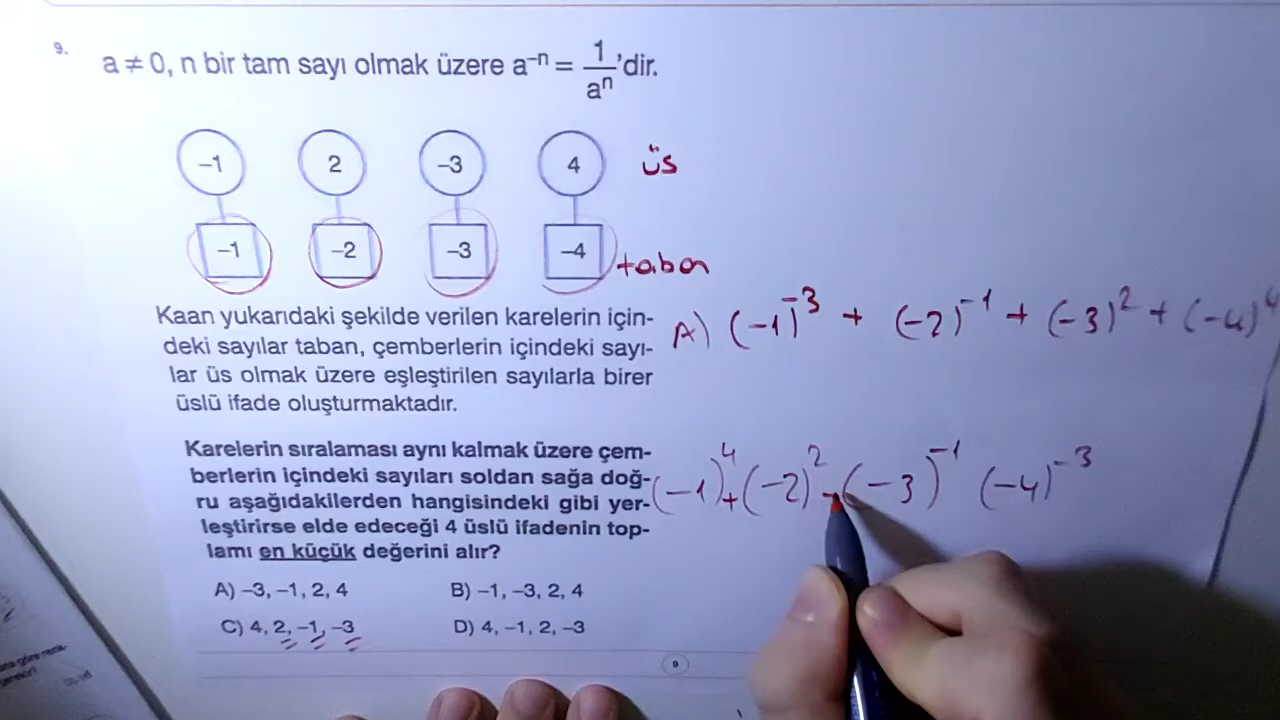 9.
a ≠ 0, n bir tam sayı olmak üzere a⁻ⁿ = 1/aⁿ 'dir.
–1 2 –3 4 üs
–1 –2 –3 –4 taban
Kaan yukarıdaki şekilde verilen karelerin için-
deki sayılar taban, çemberlerin içindeki sayı-
lar üs olmak üzere eşleştirilen sayılarla birer
üslü ifade oluşturmaktadır.
A) (-1)⁻³ + (-2)⁻¹ + (-3)² + (-4)⁴
Karelerin sıralaması aynı kalmak üzere çem-
berlerin içindeki sayıları soldan sağa doğ-
ru aşağıdakilerden hangisindeki gibi yer-
leştirirse elde edeceği 4 üslü ifadenin top-
lamı en küçük değerini alır?
(-1)⁴ + (-2)² - (-3)⁻¹ (-4)⁻³
A) –3, –1, 2, 4 B) –1, –3, 2, 4
C) 4, 2, –1, –3 D) 4, –1, 2, –3
9